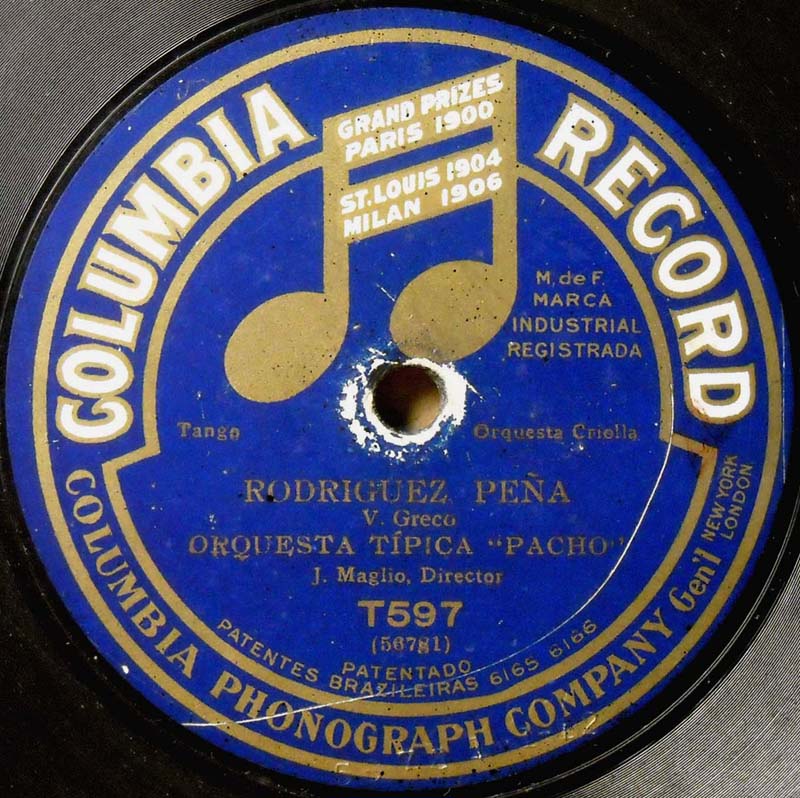 COLUMBIA RECORD
GRAND PRIZES
PARIS 1900
ST. LOUIS 1904
MILAN 1906
M. de F.
MARCA
INDUSTRIAL
REGISTRADA
Tango
Orquesta Criolla
RODRIGUEZ PEÑA
V. Greco
ORQUESTA TÍPICA "PACHO"
J. Maglio, Director
T597
(56781)
PATENTADO
PATENTES BRAZILEIRAS 6165 6166
COLUMBIA PHONOGRAPH COMPANY Gen'l
NEW YORK
LONDON